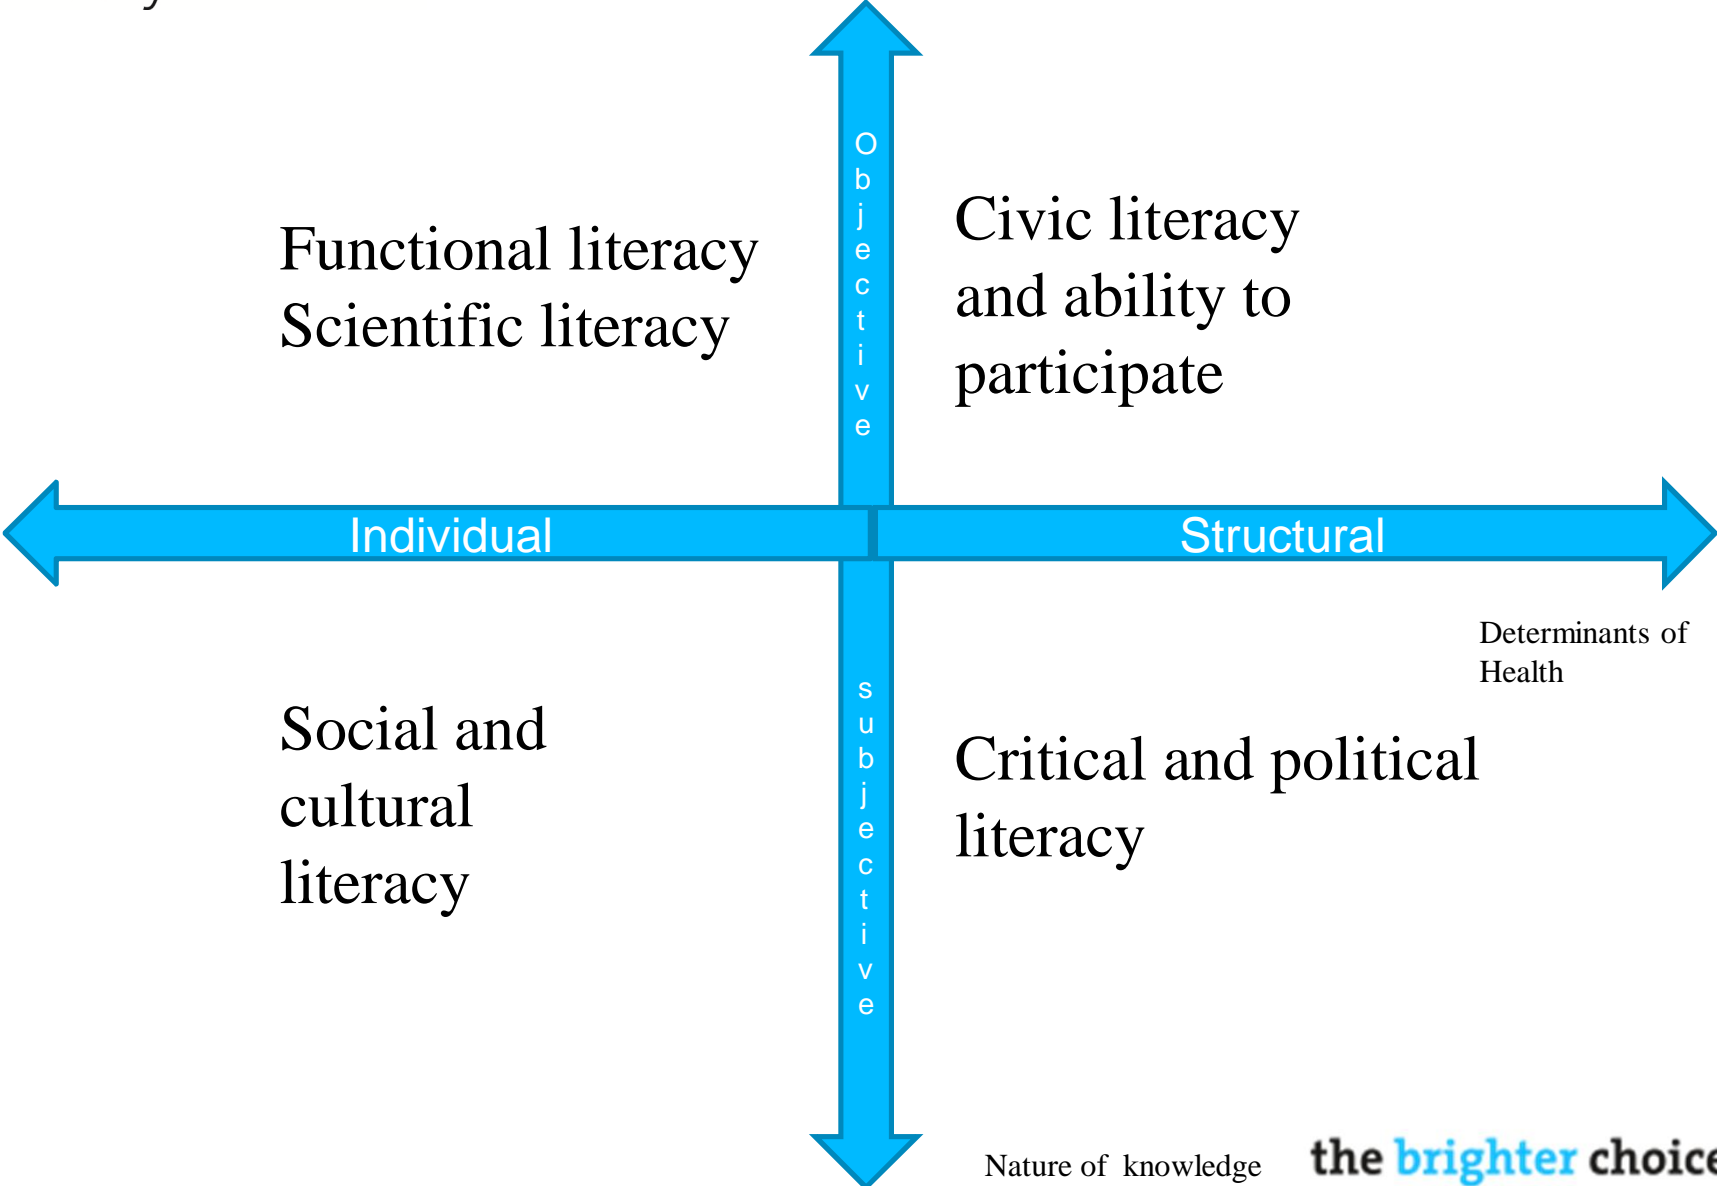 Objective
Functional literacy
Scientific literacy
Civic literacy
and ability to
participate
Individual
Structural
Determinants of
Health
subjective
Social and
cultural
literacy
Critical and political
literacy
Nature of knowledge
the brighter choice